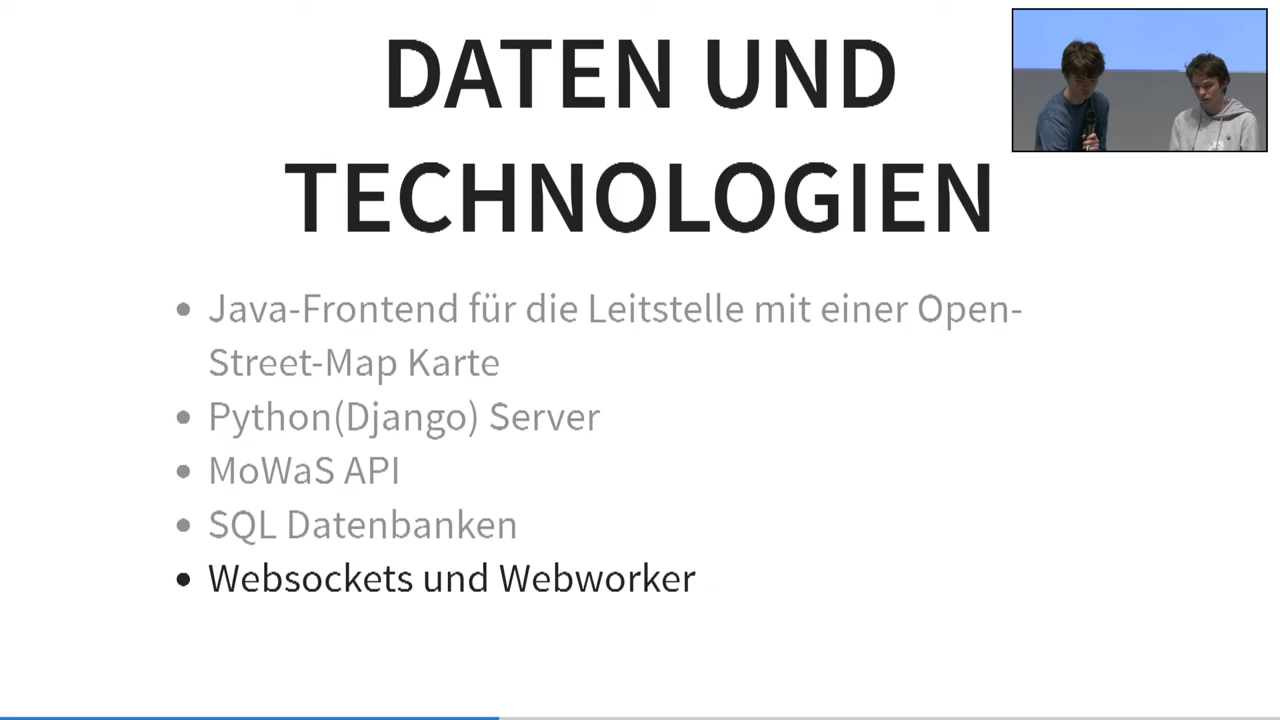 DATEN UND
TECHNOLOGIEN
• Java-Frontend für die Leitstelle mit einer Open-
Street-Map Karte
• Python(Django) Server
• MoWaS API
• SQL Datenbanken
• Websockets und Webworker